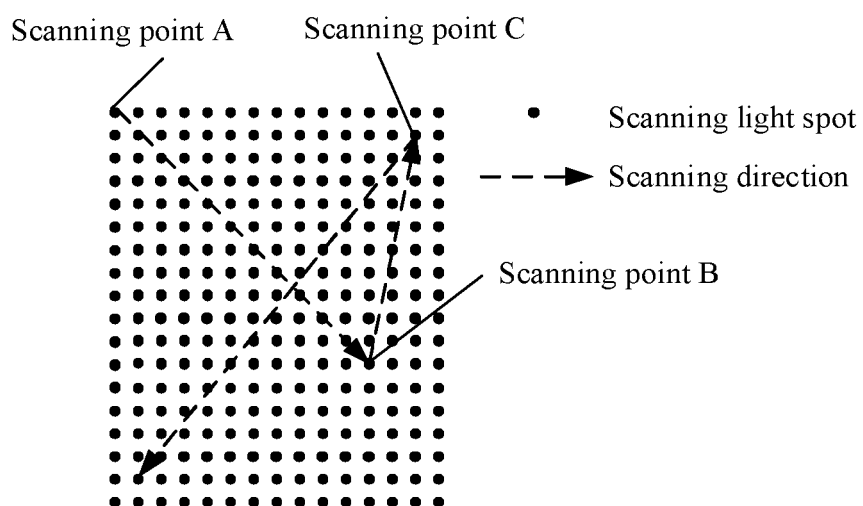 Scanning point A
Scanning point C
Scanning light spot
Scanning direction
Scanning point B